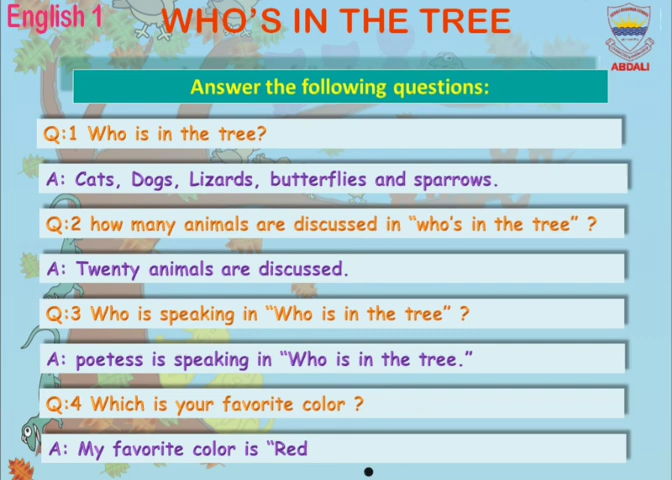 English 1
WHO'S IN THE TREE
ABDALI
Answer the following questions:
Q:1 Who is in the tree?
A: Cats, Dogs, Lizards, butterflies and sparrows.
Q:2 how many animals are discussed in "who's in the tree" ?
A: Twenty animals are discussed.
Q:3 Who is speaking in "Who is in the tree" ?
A: poetess is speaking in "Who is in the tree."
Q:4 Which is your favorite color ?
A: My favorite color is "Red